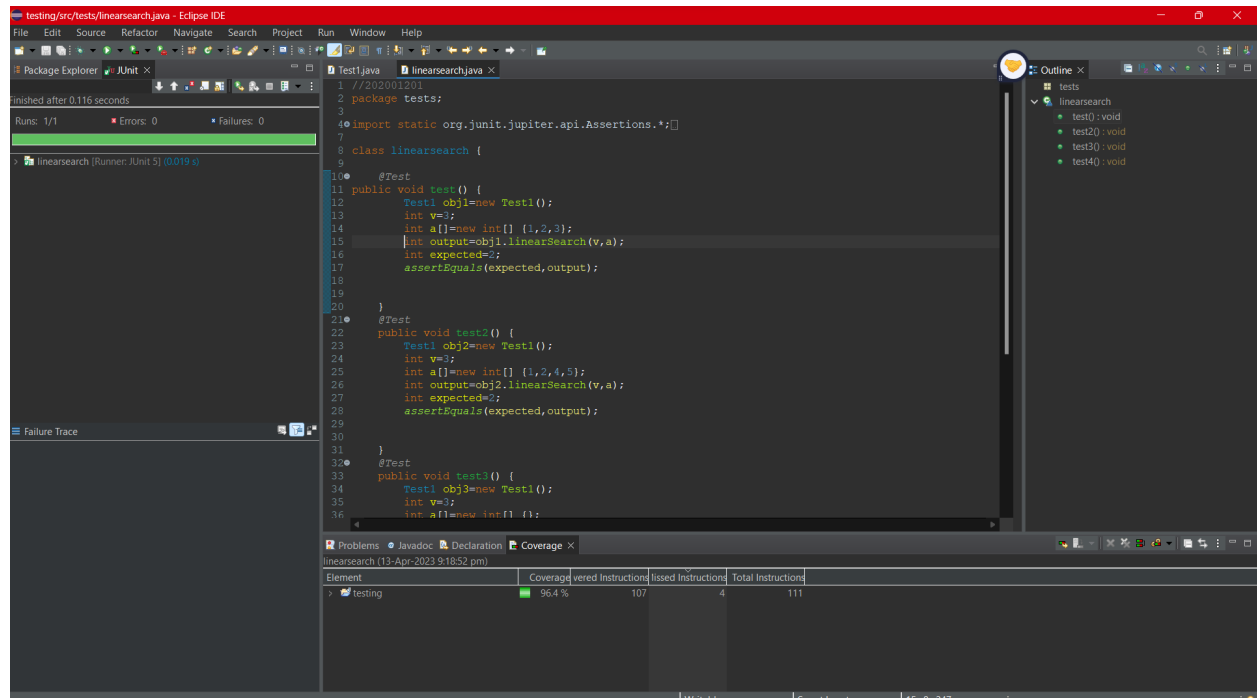 testing/src/tests/linearsearch.java - Eclipse IDE
File Edit Source Refactor Navigate Search Project Run Window Help
Package Explorer JUnit
Finished after 0.116 seconds
Runs: 1/1 Errors: 0 Failures: 0
linearsearch [Runner: JUnit 5] (0.019 s)
Failure Trace
Test1.java linearsearch.java
1 //202001201
2 package tests;
3
4 import static org.junit.jupiter.api.Assertions.*;
7
8 class linearsearch {
9
10 @Test
11 public void test() {
12 Test1 obj1=new Test1();
13 int v=3;
14 int a[]=new int[] {1,2,3};
15 int output=obj1.linearSearch(v,a);
16 int expected=2;
17 assertEquals(expected,output);
18
19
20 }
21 @Test
22 public void test2() {
23 Test1 obj2=new Test1();
24 int v=3;
25 int a[]=new int[] {1,2,4,5};
26 int output=obj2.linearSearch(v,a);
27 int expected=2;
28 assertEquals(expected,output);
29
30
31 }
32 @Test
33 public void test3() {
34 Test1 obj3=new Test1();
35 int v=3;
36 int a[]=new int[] {};
Outline
tests
linearsearch
test() : void
test2() : void
test3() : void
test4() : void
Problems Javadoc Declaration Coverage
linearsearch (13-Apr-2023 9:18:52 pm)
Element Coverage vered Instructions lissed Instructions Total Instructions
testing 96.4 % 107 4 111